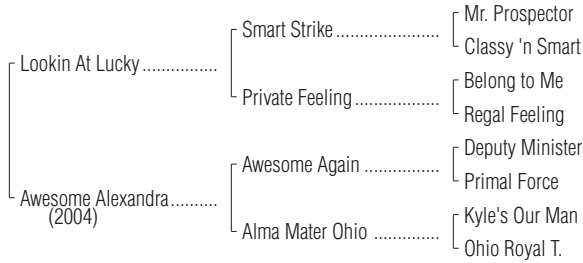 Mr. Prospector
Smart Strike ..................
Classy 'n Smart
Lookin At Lucky ...............
Belong to Me
Private Feeling ................
Regal Feeling
Deputy Minister
Awesome Again ................
Primal Force
Awesome Alexandra..........
(2004)
Kyle's Our Man
Alma Mater Ohio ..............
Ohio Royal T.